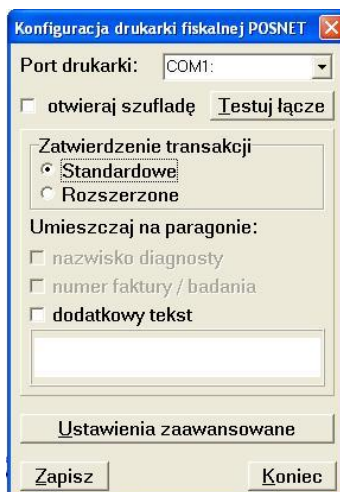 Konfiguracja drukarki fiskalnej POSNET
Port drukarki: COM1:
otwieraj szufladę Testuj łącze
Zatwierdzenie transakcji
Standardowe
Rozszerzone
Umieszczaj na paragonie:
nazwisko diagnosty
numer faktury / badania
dodatkowy tekst
Ustawienia zaawansowane
Zapisz Koniec